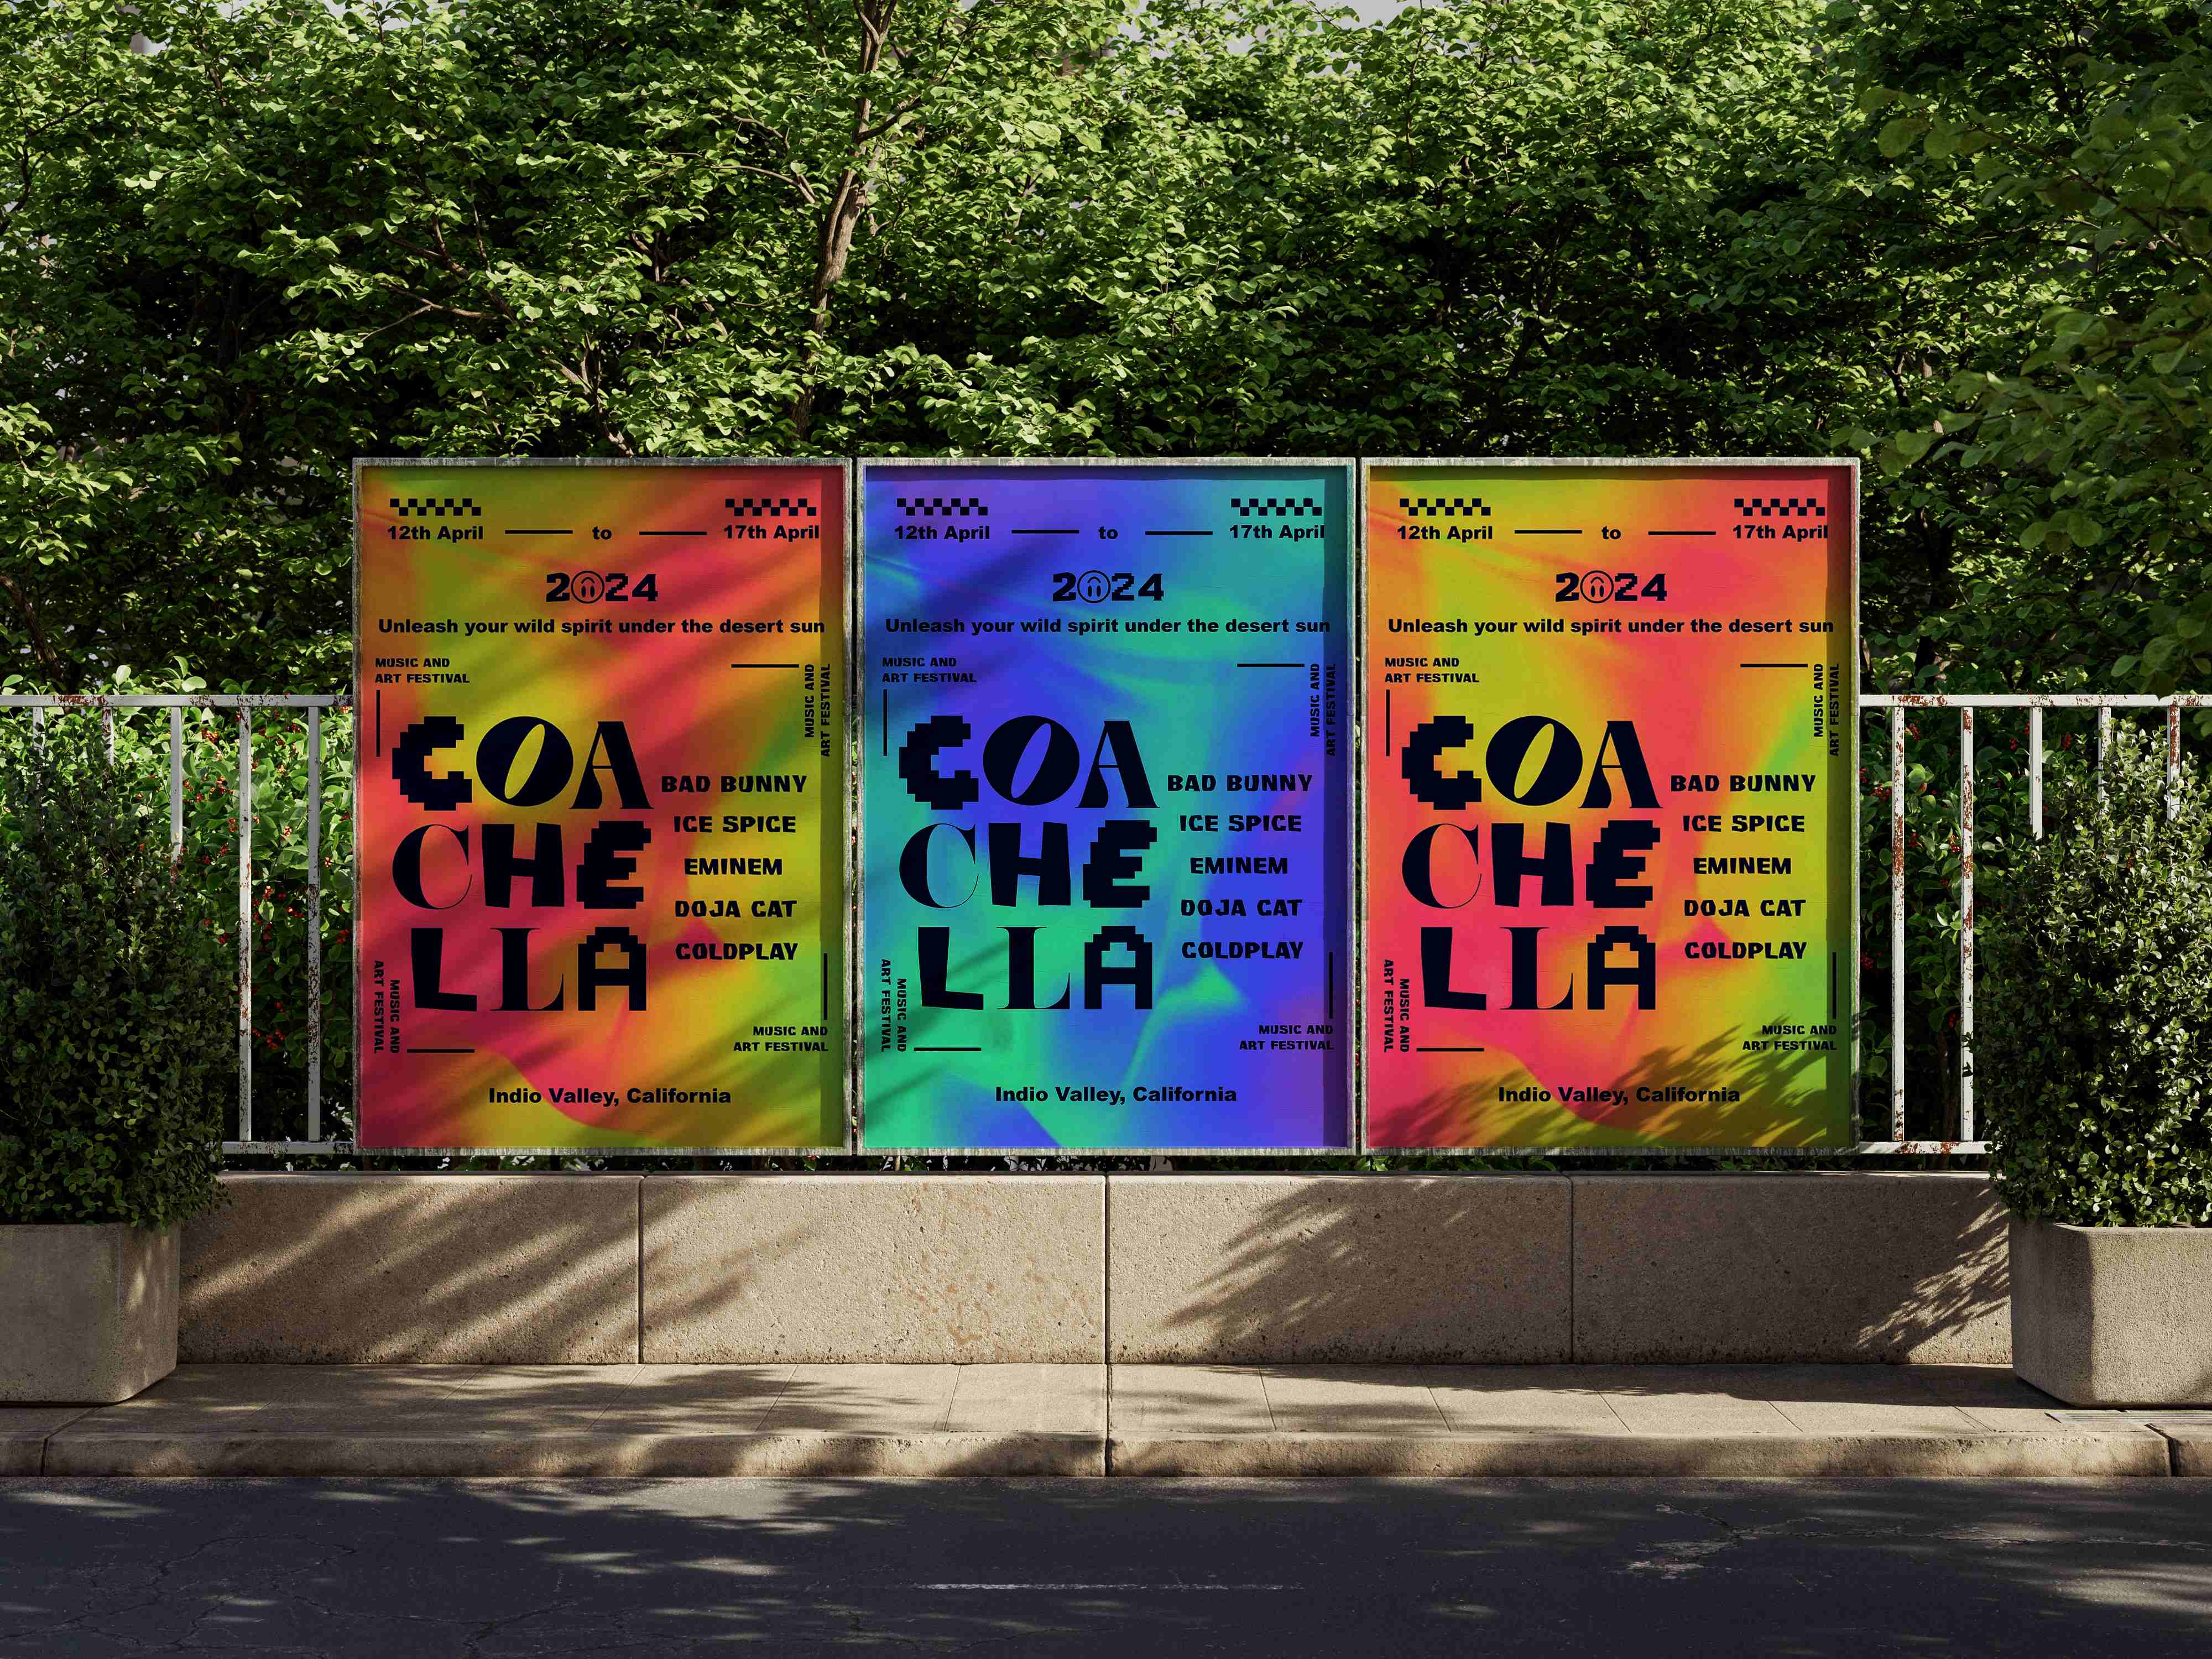 12th April to 17th April
2024
Unleash your wild spirit under the desert sun
MUSIC AND
ART FESTIVAL
MUSIC AND
ART FESTIVAL
COA
CHE
LLA
BAD BUNNY
ICE SPICE
EMINEM
DOJA CAT
COLDPLAY
MUSIC AND
ART FESTIVAL
MUSIC AND
ART FESTIVAL
Indio Valley, California
12th April to 17th April
2024
Unleash your wild spirit under the desert sun
MUSIC AND
ART FESTIVAL
MUSIC AND
ART FESTIVAL
COA
CHE
LLA
BAD BUNNY
ICE SPICE
EMINEM
DOJA CAT
COLDPLAY
MUSIC AND
ART FESTIVAL
MUSIC AND
ART FESTIVAL
Indio Valley, California
12th April to 17th April
2024
Unleash your wild spirit under the desert sun
MUSIC AND
ART FESTIVAL
MUSIC AND
ART FESTIVAL
COA
CHE
LLA
BAD BUNNY
ICE SPICE
EMINEM
DOJA CAT
COLDPLAY
MUSIC AND
ART FESTIVAL
MUSIC AND
ART FESTIVAL
Indio Valley, California